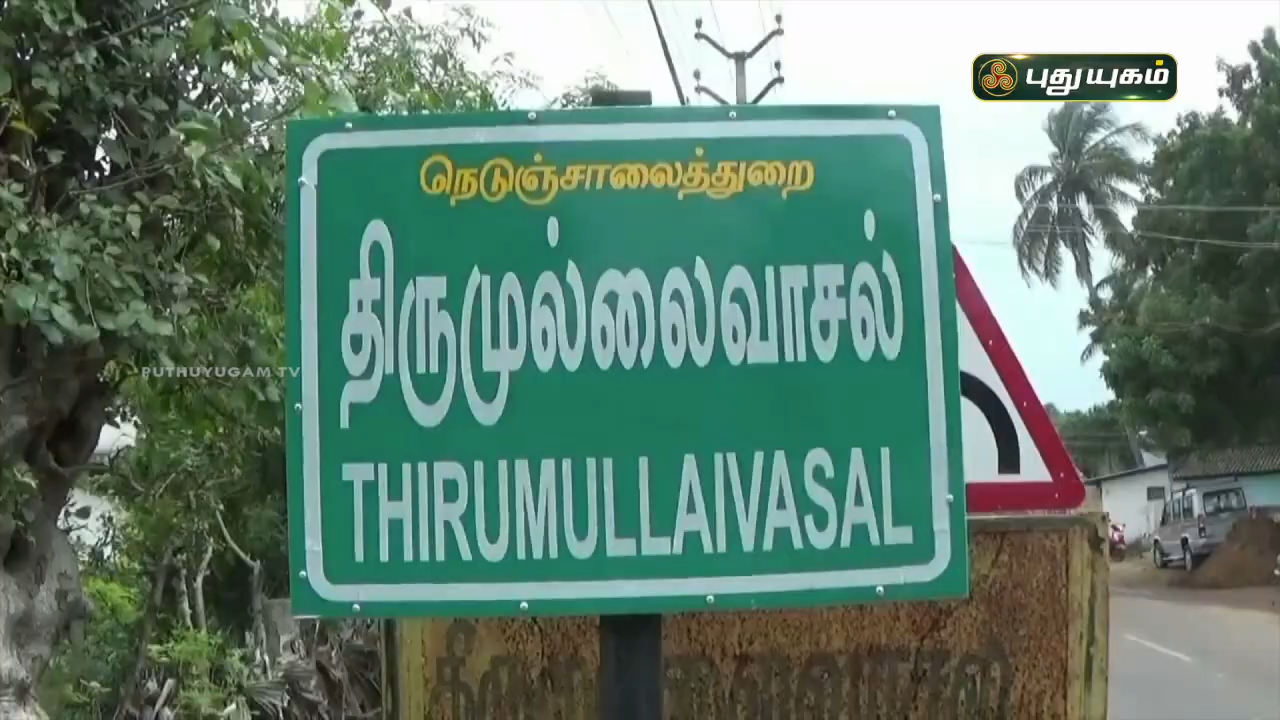 புதுயுகம்
நெடுஞ்சாலைத்துறை
திருமுல்லைவாசல்
PUTHUYUGAM TV
THIRUMULLAIVASAL